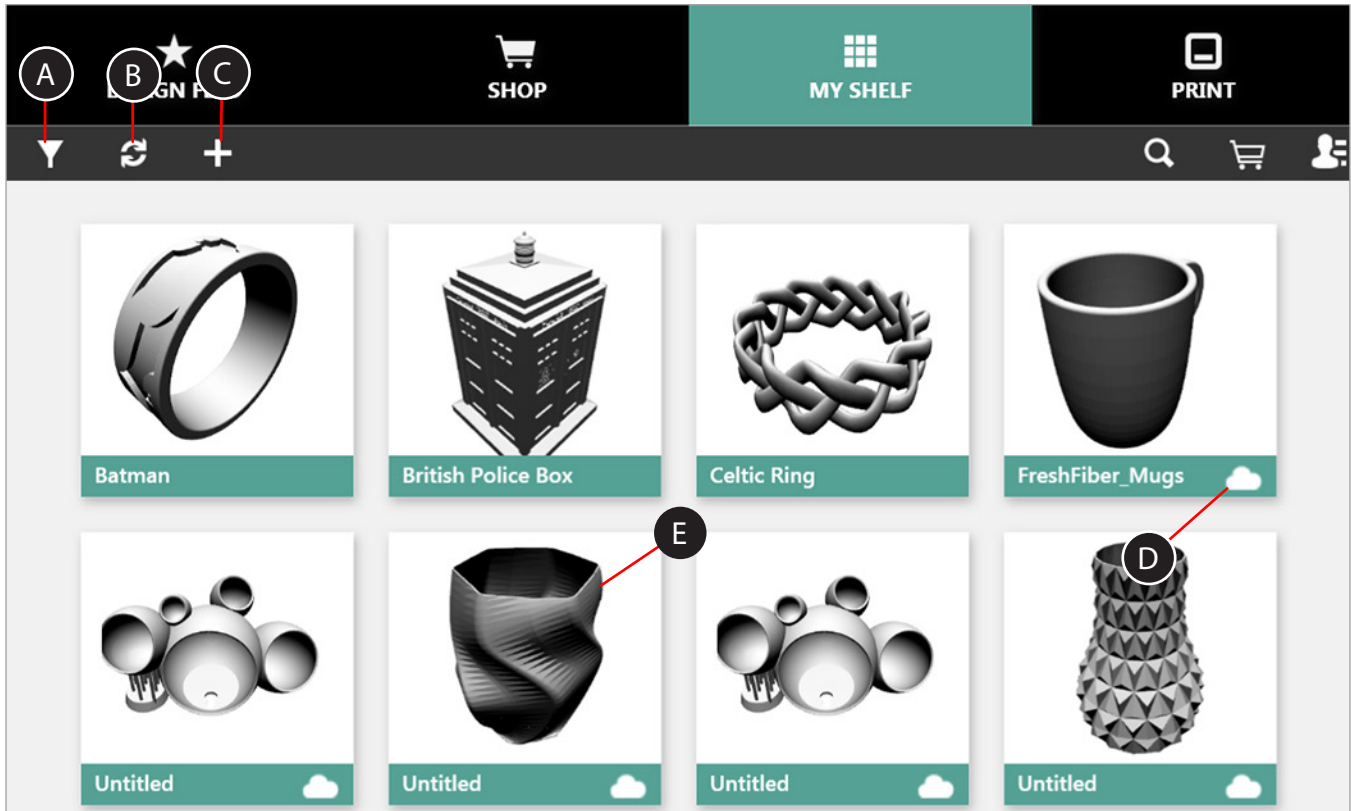 A
B
C
SHOP
MY SHELF
PRINT
Batman
British Police Box
Celtic Ring
FreshFiber_Mugs
E
D
Untitled
Untitled
Untitled
Untitled